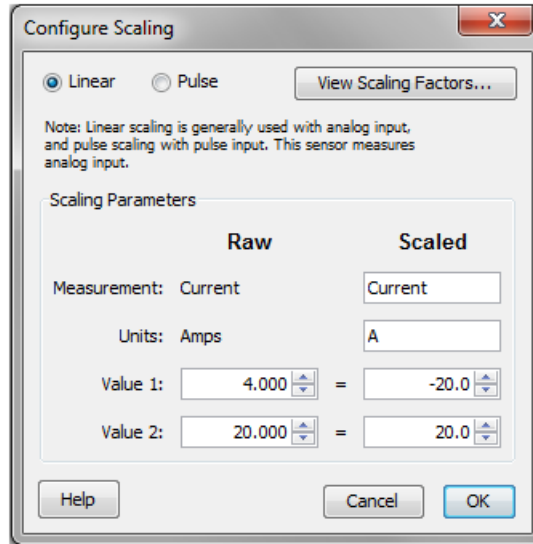 Configure Scaling
Linear Pulse View Scaling Factors...
Note: Linear scaling is generally used with analog input,
and pulse scaling with pulse input. This sensor measures
analog input.
Scaling Parameters
Raw Scaled
Measurement: Current Current
Units: Amps A
Value 1: 4.000 = -20.0
Value 2: 20.000 = 20.0
Help Cancel OK